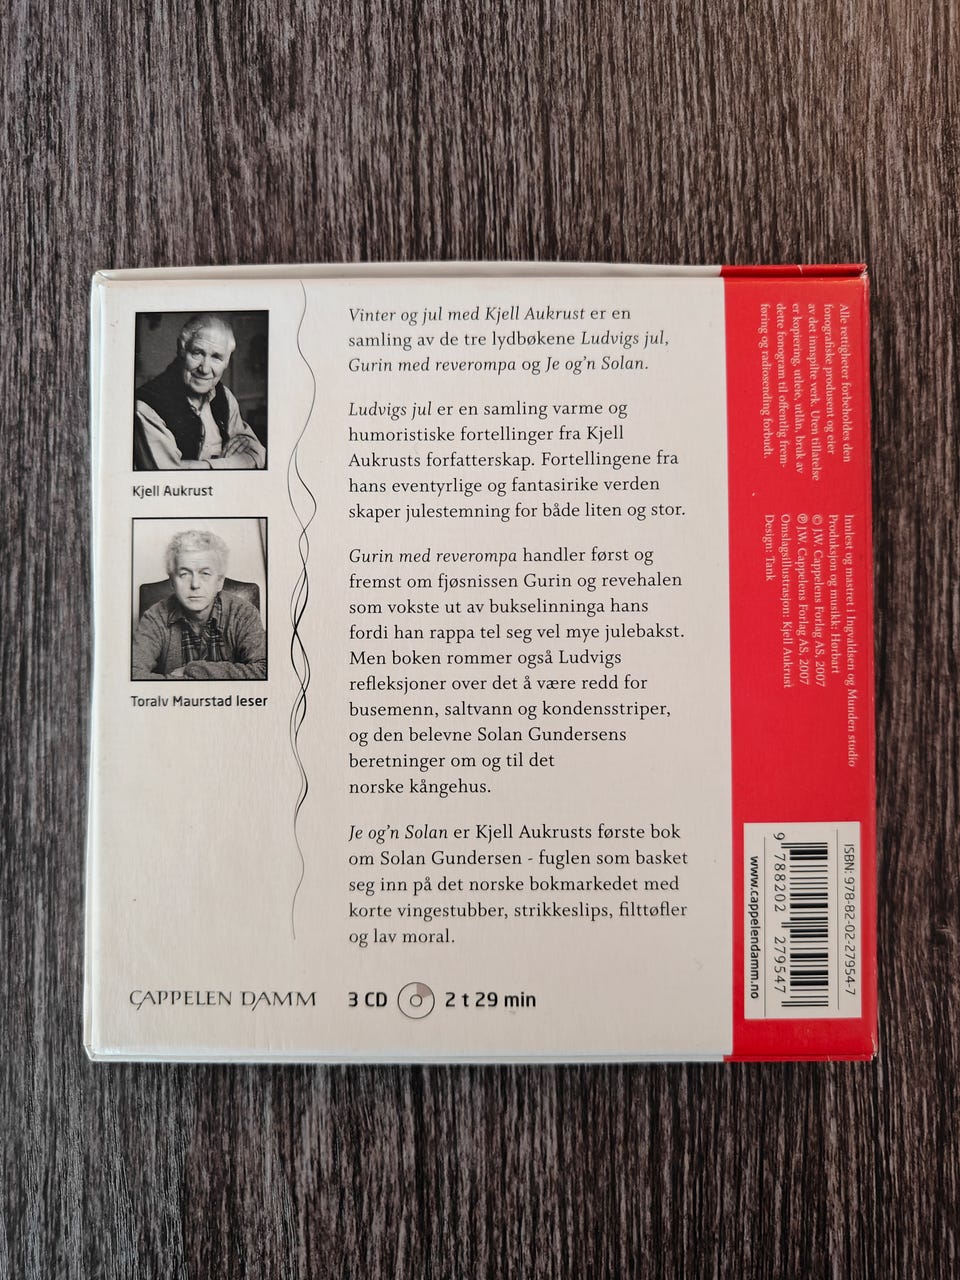 Kjell Aukrust
Toralv Maurstad leser
Vinter og jul med Kjell Aukrust er en
samling av de tre lydbøkene Ludvigs jul,
Gurin med reverompa og Je og'n Solan.
Ludvigs jul er en samling varme og
humoristiske fortellinger fra Kjell
Aukrusts forfatterskap. Fortellingene fra
hans eventyrlige og fantasirike verden
skaper julestemning for både liten og stor.
Gurin med reverompa handler først og
fremst om fjøsnissen Gurin og revehalen
som vokste ut av bukselinninga hans
fordi han rappa tel seg vel mye julebakst.
Men boken rommer også Ludvigs
refleksjoner over det å være redd for
busemenn, saltvann og kondensstriper,
og den belevne Solan Gundersens
beretninger om og til det
norske kångehus.
Je og'n Solan er Kjell Aukrusts første bok
om Solan Gundersen - fuglen som basket
seg inn på det norske bokmarkedet med
korte vingestubber, strikkeslips, filttøfler
og lav moral.
CAPPELEN DAMM
3 CD 2 t 29 min
Alle rettigheter forbeholdes den
fonografiske produsent og eier
av det innspilte verk. Uten tillatelse
er kopiering, utleie, utlån, bruk av
dette fonogram til offentlig frem-
føring og radiosending forbudt.
Innlest og mastret i Ingvaldsen og Munden studio
Produksjon og musikk: Hørbart
© J.W. Cappelens Forlag AS, 2007
℗ J.W. Cappelens Forlag AS, 2007
Omslagsillustrasjon: Kjell Aukrust
Design: Tank
ISBN: 978-82-02-27954-7
9 788202 279547
www.cappelendamm.no